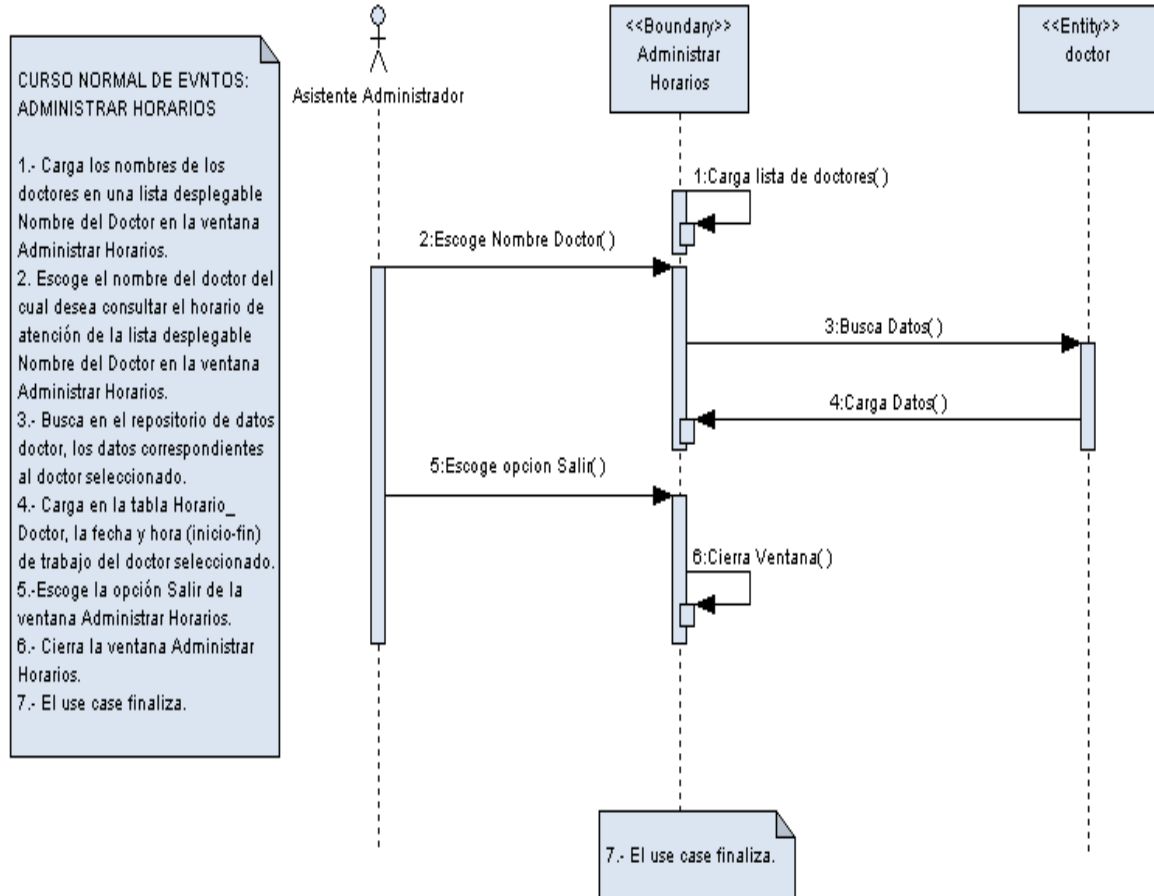 CURSO NORMAL DE EVNTOS:
ADMINISTRAR HORARIOS
1.- Carga los nombres de los
doctores en una lista desplegable
Nombre del Doctor en la ventana
Administrar Horarios.
2. Escoge el nombre del doctor del
cual desea consultar el horario de
atención de la lista desplegable
Nombre del Doctor en la ventana
Administrar Horarios.
3.- Busca en el repositorio de datos
doctor, los datos correspondientes
al doctor seleccionado.
4.- Carga en la tabla Horario_
Doctor, la fecha y hora (inicio-fin)
de trabajo del doctor seleccionado.
5.-Escoge la opción Salir de la
ventana Administrar Horarios.
6.- Cierra la ventana Administrar
Horarios.
7.- El use case finaliza.
Asistente Administrador
<<Boundary>>
Administrar
Horarios
<<Entity>>
doctor
1:Carga lista de doctores( )
2:Escoge Nombre Doctor( )
3:Busca Datos( )
4:Carga Datos( )
5:Escoge opcion Salir( )
6:Cierra Ventana( )
7.- El use case finaliza.